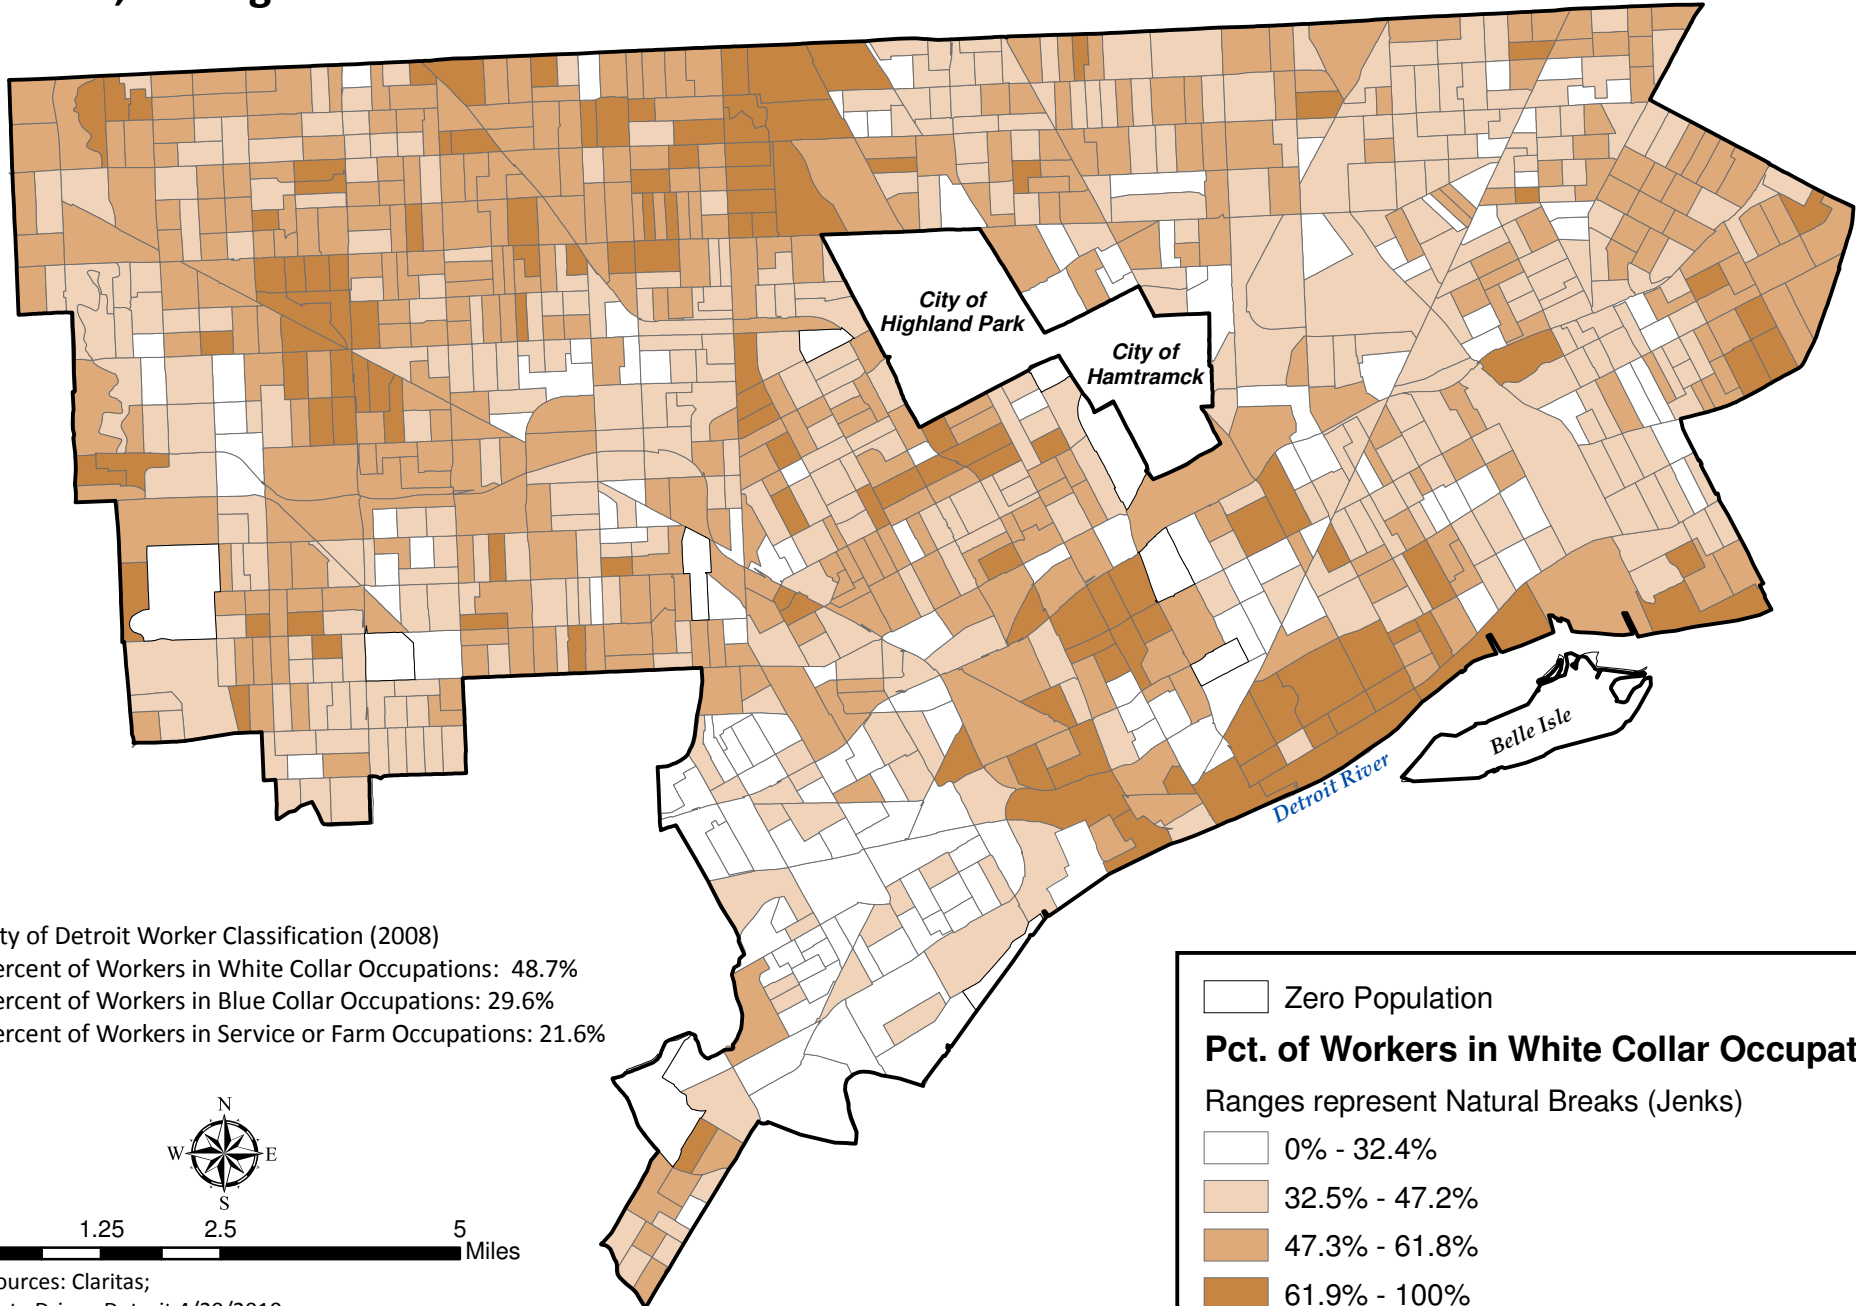 City of
Highland Park
City of
Hamtramck
Belle Isle
Detroit River
ty of Detroit Worker Classification (2008)
ercent of Workers in White Collar Occupations: 48.7%
ercent of Workers in Blue Collar Occupations: 29.6%
ercent of Workers in Service or Farm Occupations: 21.6%
N
W E
S
1.25 2.5 5
Miles
ources: Claritas;
Zero Population
Pct. of Workers in White Collar Occupat
Ranges represent Natural Breaks (Jenks)
0% - 32.4%
32.5% - 47.2%
47.3% - 61.8%
61.9% - 100%